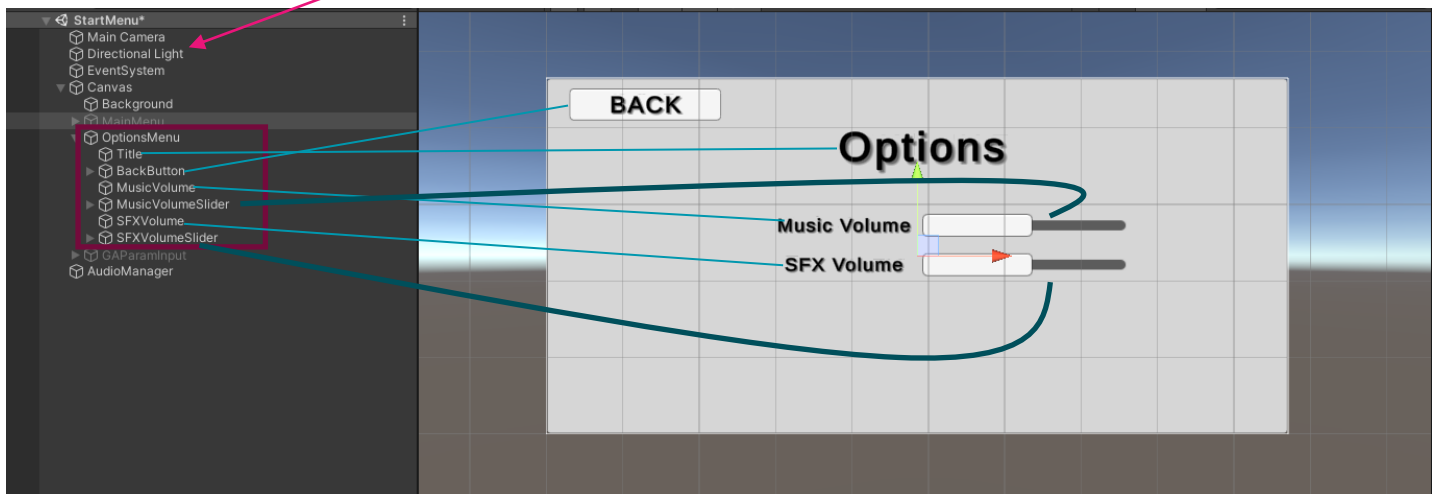 StartMenu*
Main Camera
Directional Light
EventSystem
Canvas
Background
MainMenu
OptionsMenu
Title
BackButton
MusicVolume
MusicVolumeSlider
SFXVolume
SFXVolumeSlider
GAParamInput
AudioManager
BACK
Options
Music Volume
SFX Volume